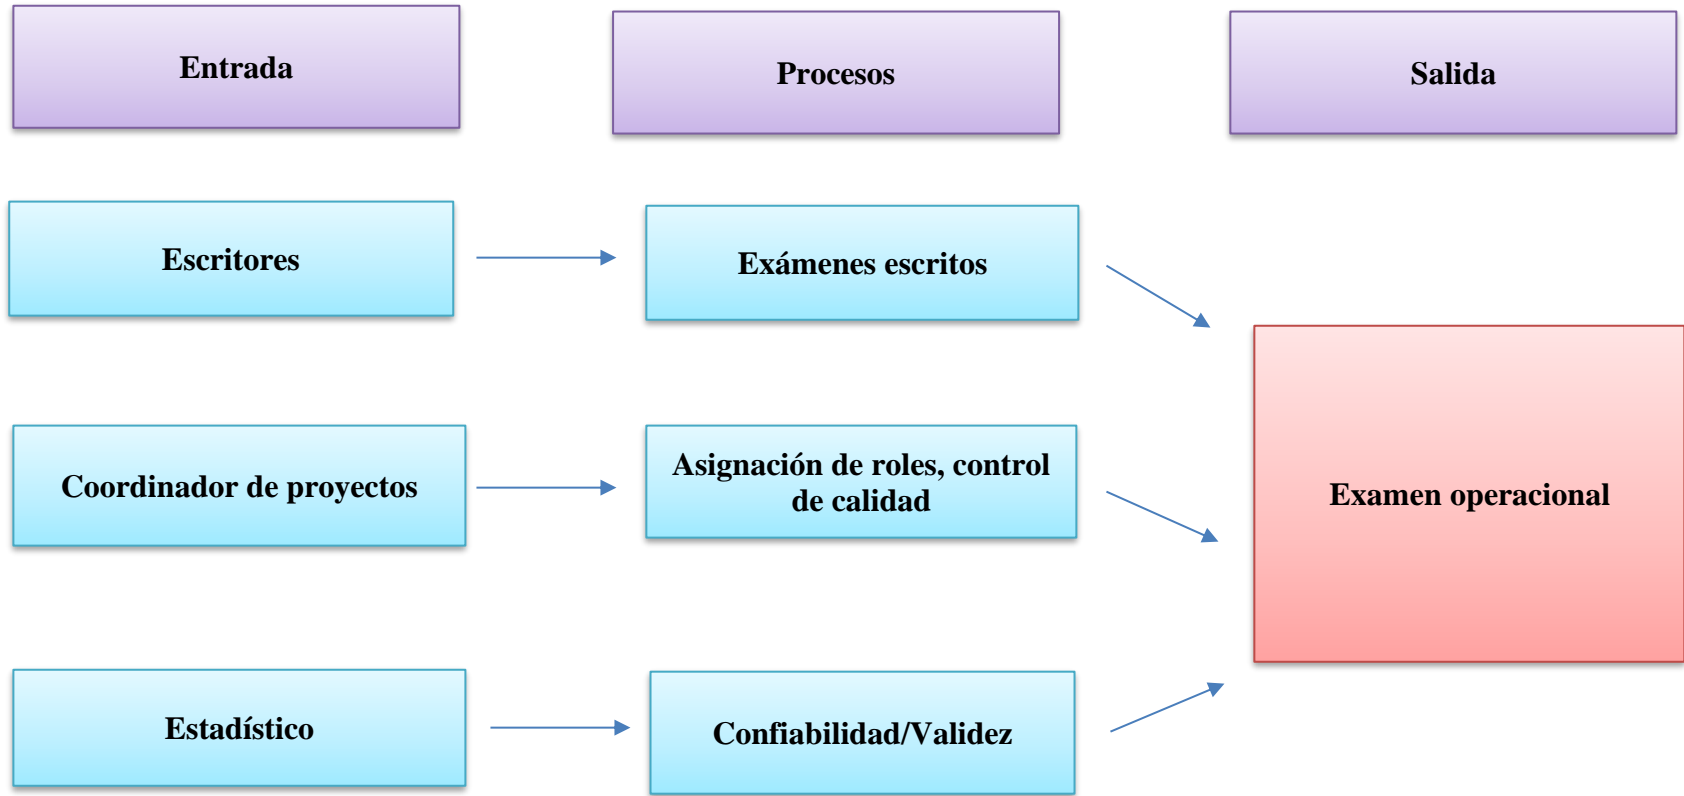 Entrada
Procesos
Salida
Escritores
Exámenes escritos
Coordinador de proyectos
Asignación de roles, control
de calidad
Examen operacional
Estadístico
Confiabilidad/Validez